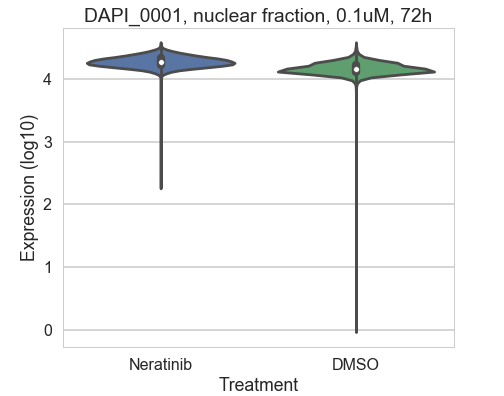 DAPI_0001, nuclear fraction, 0.1uM, 72h
Expression (log10)
4
3
2
1
0
Neratinib DMSO
Treatment